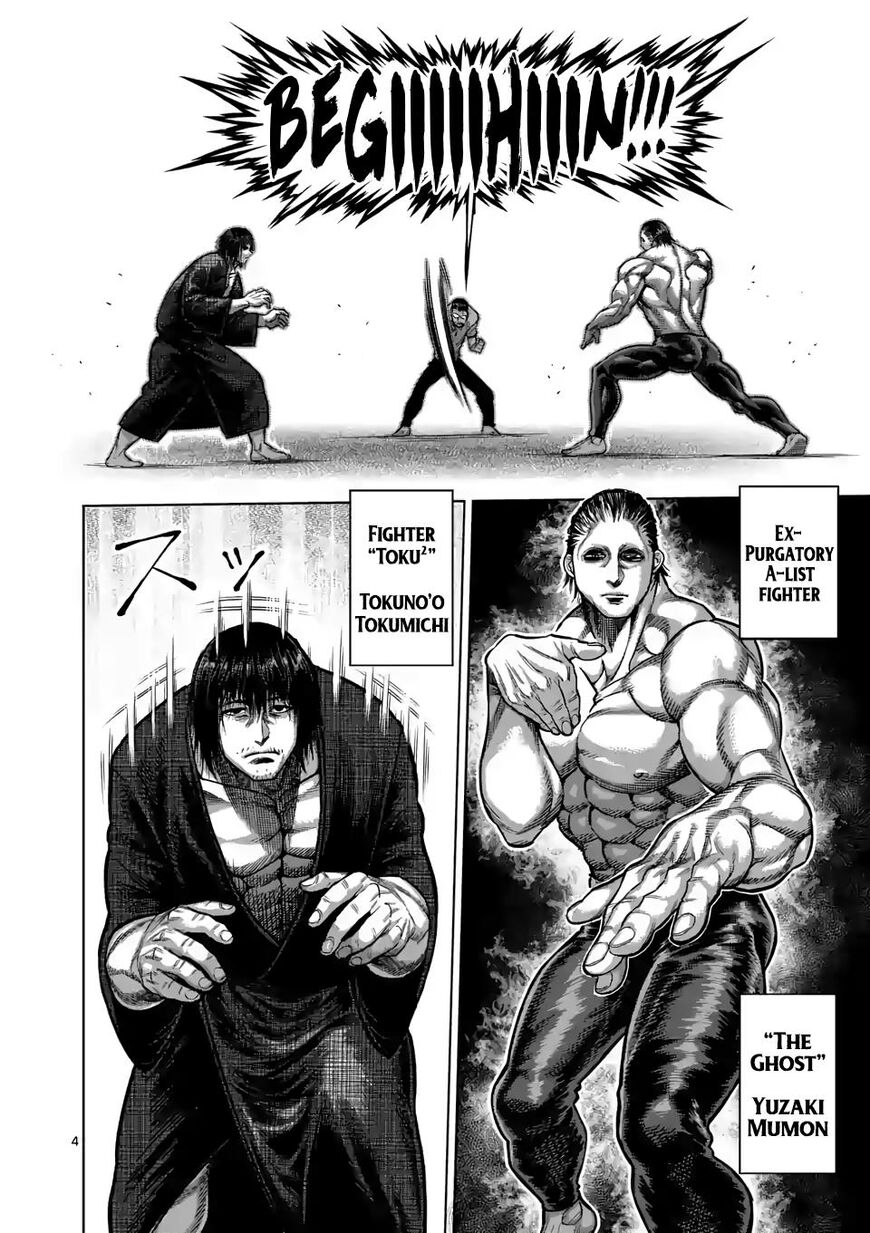 BEGIIIIIHIIIN!!!
EX-
PURGATORY
A-LIST
FIGHTER
"THE
GHOST"
YUZAKI
MUMON
FIGHTER
"TOKU²"
TOKUNO'O
TOKUMICHI
スッ
4